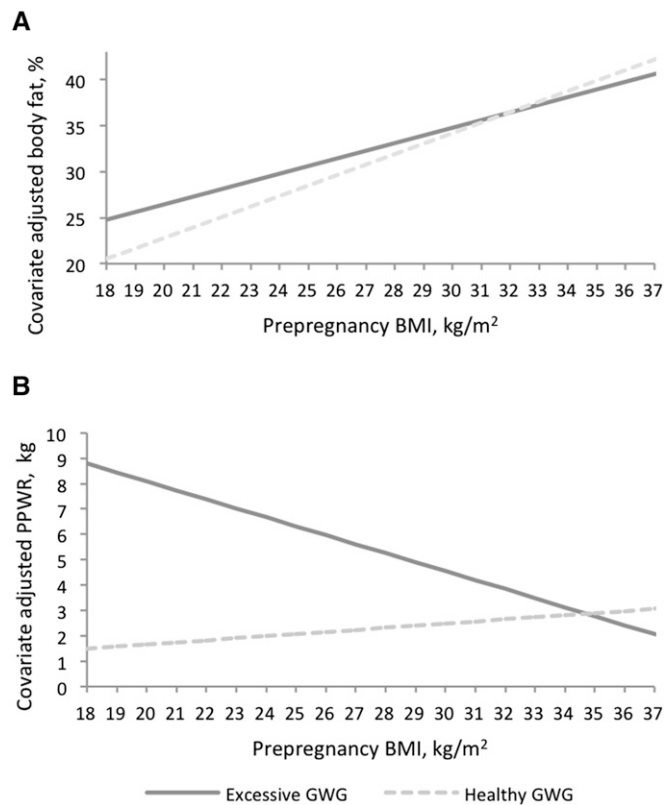 A
Covariate adjusted body fat, %
40
35
30
25
20
18 19 20 21 22 23 24 25 26 27 28 29 30 31 32 33 34 35 36 37
Prepregnancy BMI, kg/m²
B
Covariate adjusted PPWR, kg
10
9
8
7
6
5
4
3
2
1
0
18 19 20 21 22 23 24 25 26 27 28 29 30 31 32 33 34 35 36 37
Prepregnancy BMI, kg/m²
Excessive GWG Healthy GWG